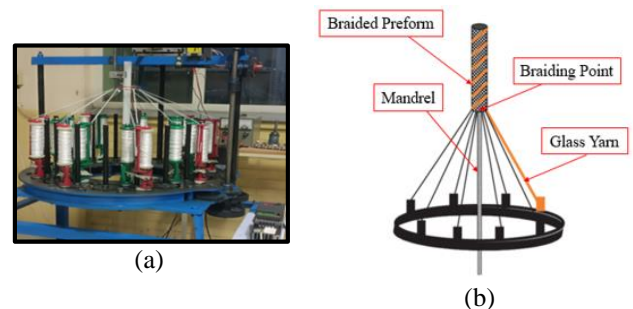 Braided Preform
Braiding Point
Mandrel
Glass Yarn
(a)
(b)